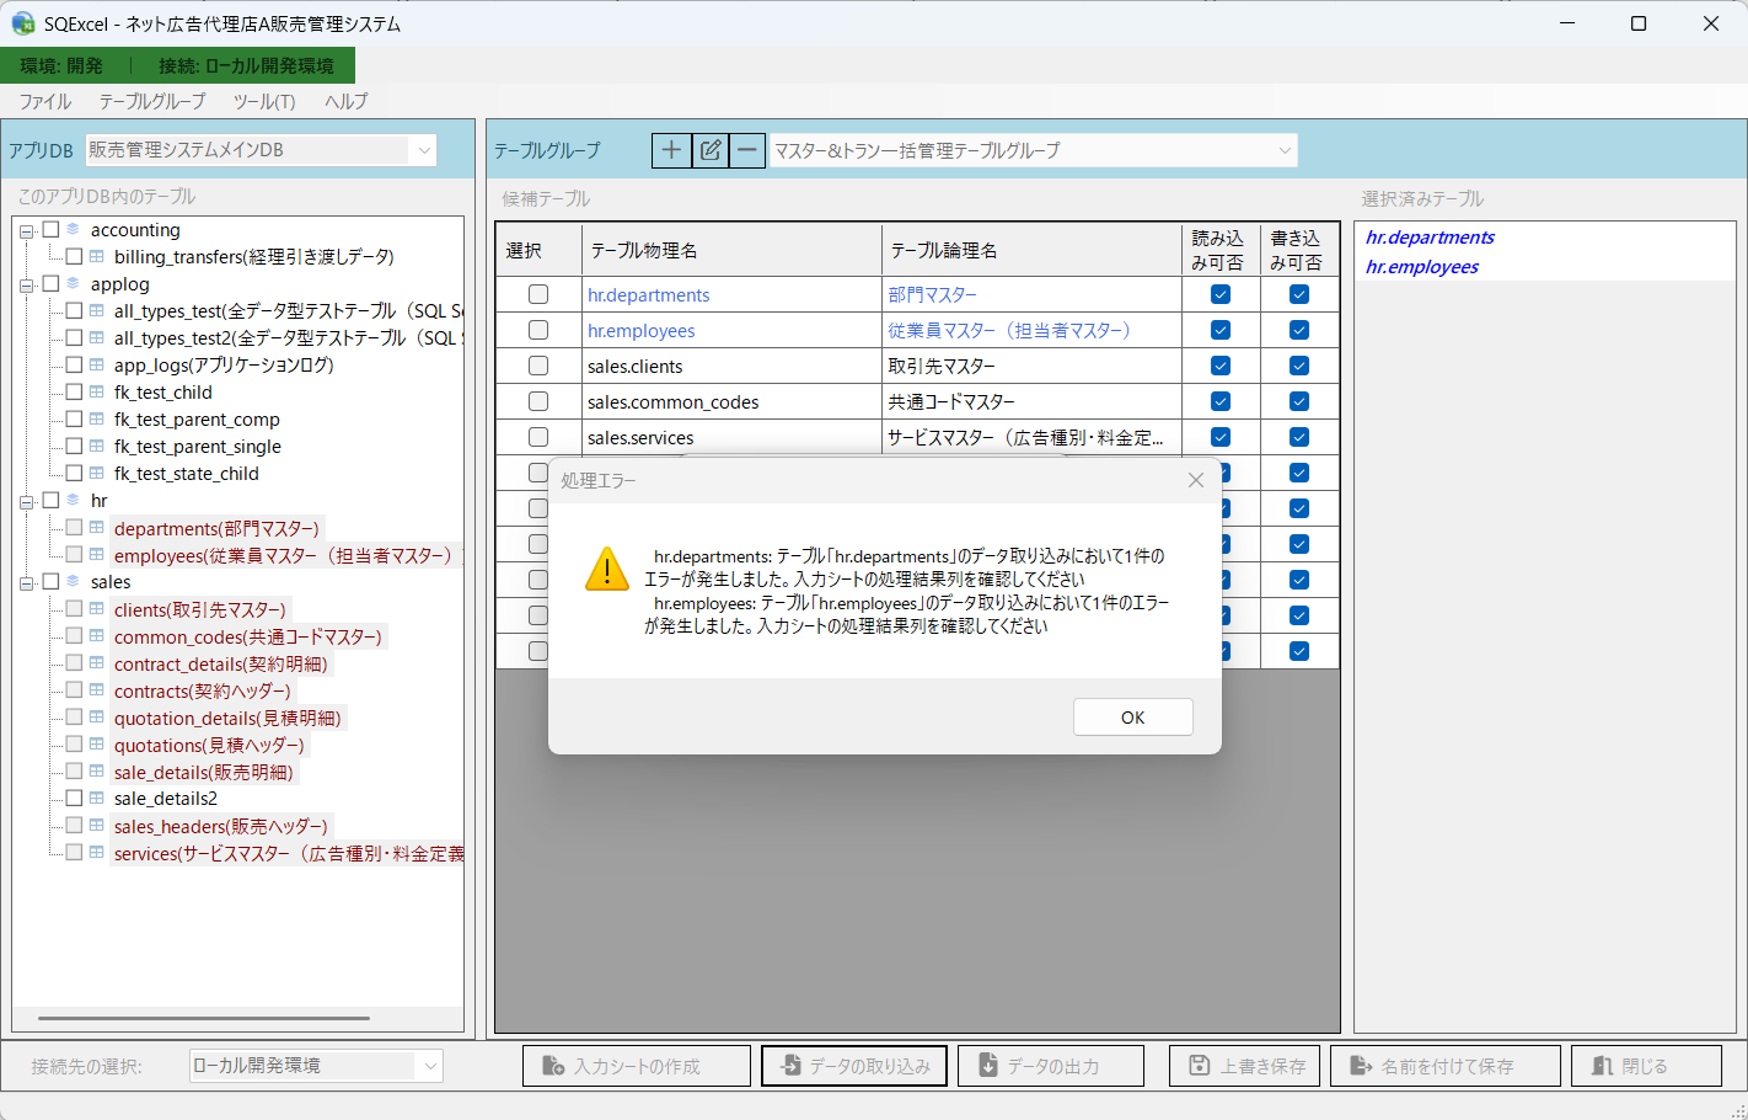 SQExcel - ネット広告代理店A販売管理システム
環境: 開発 | 接続: ローカル開発環境
ファイル テーブルグループ ツール(T) ヘルプ
アプリDB 販売管理システムメインDB
このアプリDB内のテーブル
accounting
billing_transfers(経理引き渡しデータ)
applog
all_types_test(全データ型テストテーブル（SQL Se
all_types_test2(全データ型テストテーブル（SQL S
app_logs(アプリケーションログ)
fk_test_child
fk_test_parent_comp
fk_test_parent_single
fk_test_state_child
hr
departments(部門マスター)
employees(従業員マスター（担当者マスター）)
sales
clients(取引先マスター)
common_codes(共通コードマスター)
contract_details(契約明細)
contracts(契約ヘッダー)
quotation_details(見積明細)
quotations(見積ヘッダー)
sale_details(販売明細)
sale_details2
sales_headers(販売ヘッダー)
services(サービスマスター（広告種別・料金定義
テーブルグループ マスター&トラン一括管理テーブルグループ
候補テーブル
選択 テーブル物理名 テーブル論理名 読み込み可否 書き込み可否
hr.departments 部門マスター
hr.employees 従業員マスター（担当者マスター）
sales.clients 取引先マスター
sales.common_codes 共通コードマスター
sales.services サービスマスター（広告種別・料金定...
選択済みテーブル
hr.departments
hr.employees
処理エラー
hr.departments: テーブル「hr.departments」のデータ取り込みにおいて1件の
エラーが発生しました。入力シートの処理結果列を確認してください
hr.employees: テーブル「hr.employees」のデータ取り込みにおいて1件のエラー
が発生しました。入力シートの処理結果列を確認してください
OK
接続先の選択: ローカル開発環境 入力シートの作成 データの取り込み データの出力 上書き保存 名前を付けて保存 閉じる